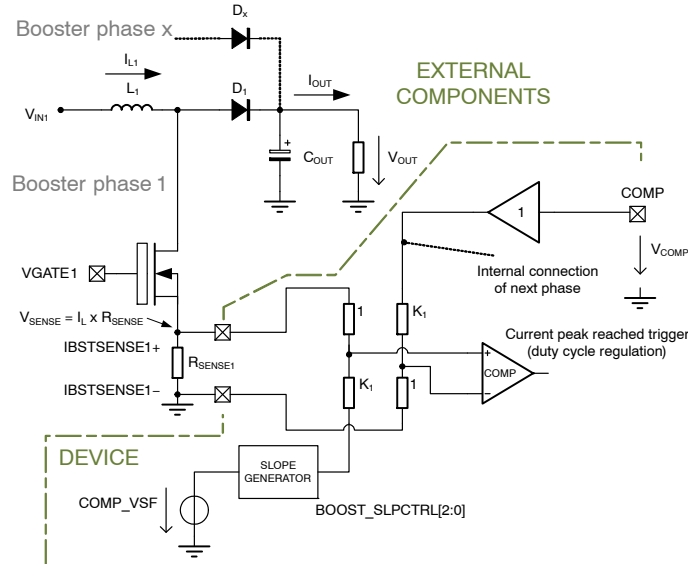 Booster phase x
Dx
IL1
L1
D1
IOUT
VIN1
EXTERNAL
COMPONENTS
+
COUT
VOUT
Booster phase 1
COMP
1
VCOMP
VGATE1
Internal connection
of next phase
VSENSE = IL x RSENSE
1
K1
Current peak reached trigger
(duty cycle regulation)
IBSTSENSE1+
RSENSE1
+
COMP
−
K1
1
IBSTSENSE1−
DEVICE
SLOPE
GENERATOR
COMP_VSF
BOOST_SLPCTRL[2:0]